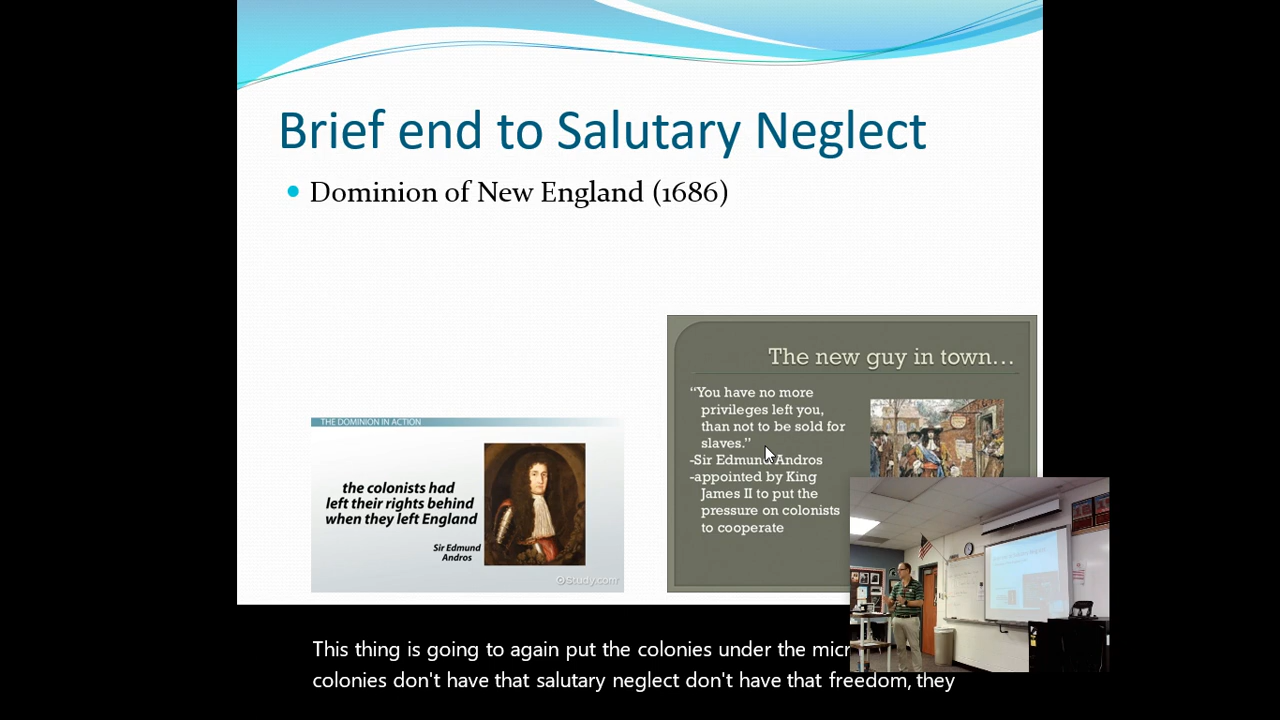 Brief end to Salutary Neglect
Dominion of New England (1686)
The new guy in town…
“You have no more
privileges left you,
than not to be sold for
slaves.”
-Sir Edmund Andros
-appointed by King
James II to put the
pressure on colonists
to cooperate
THE DOMINION IN ACTION
the colonists had
left their rights behind
when they left England
Sir Edmund
Andros
Study.com
This thing is going to again put the colonies under the
colonies don't have that salutary neglect don't have that freedom, they